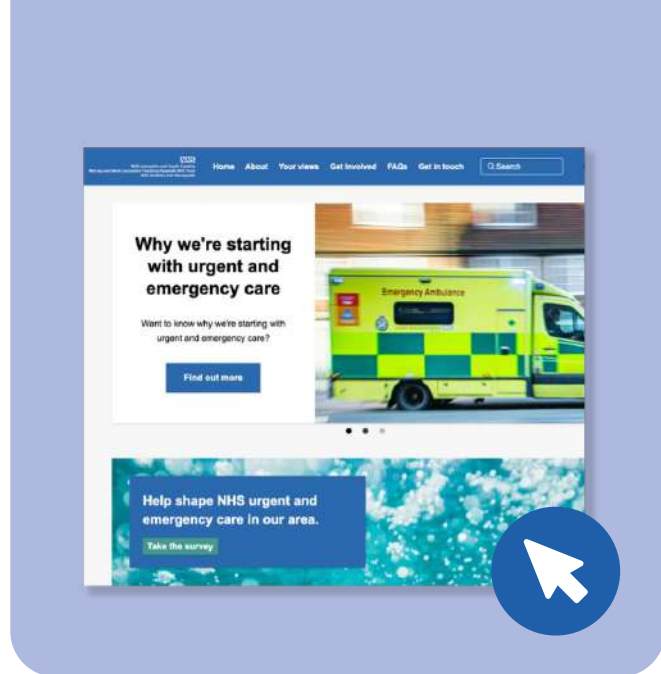 NHS
Home About Your views Get Involved FAQs Get in touch Search
Why we're starting
with urgent and
emergency care
Want to know why we're starting with
urgent and emergency care?
Find out more
Emergency Ambulance
Help shape NHS urgent and
emergency care in our area.
Take the survey